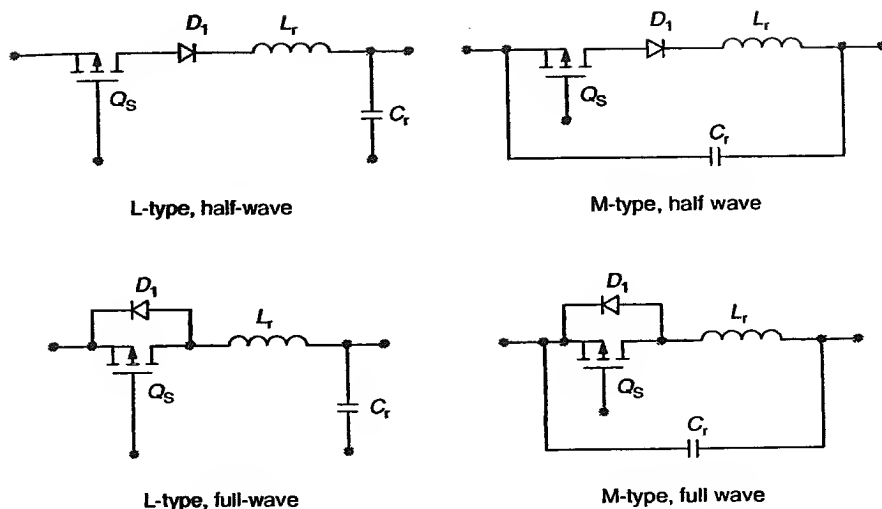 D1
Lr
QS
Cr
L-type, half-wave
D1
Lr
QS
Cr
M-type, half wave
D1
Lr
QS
Cr
L-type, full-wave
D1
Lr
QS
Cr
M-type, full wave